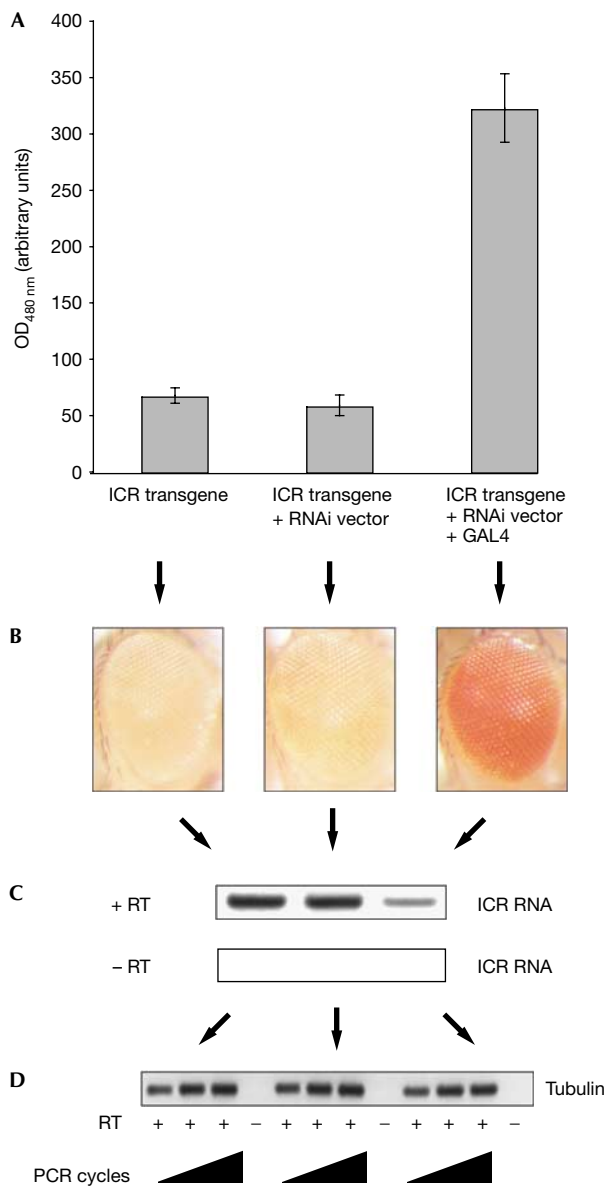 A
400
350
300
250
200
150
100
50
0
OD480 nm (arbitrary units)
ICR transgene
ICR transgene
+ RNAi vector
ICR transgene
+ RNAi vector
+ GAL4
B
C
+ RT
ICR RNA
– RT
ICR RNA
D
Tubulin
RT + + + – + + + – + + + –
PCR cycles